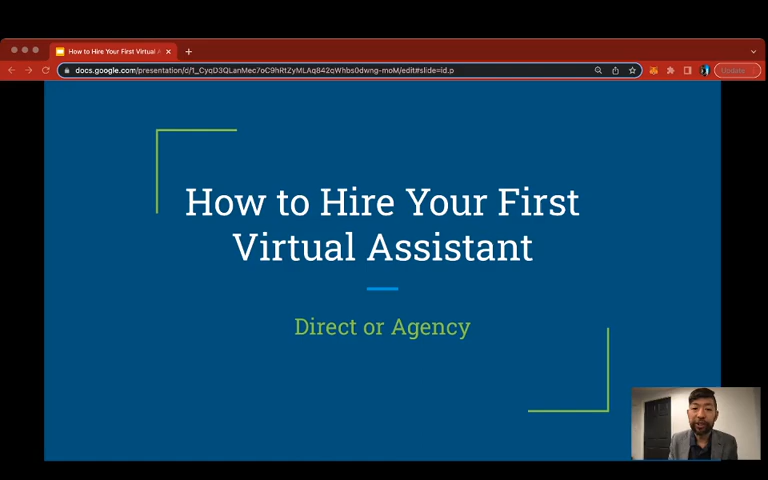 How to Hire Your First Virtual A
docs.google.com/presentation/d/1_CyqD3QLanMec7oC9hRtZyMLAq842qWhbs0dwng-moM/edit#slide=id.p
Update
How to Hire Your First
Virtual Assistant
Direct or Agency